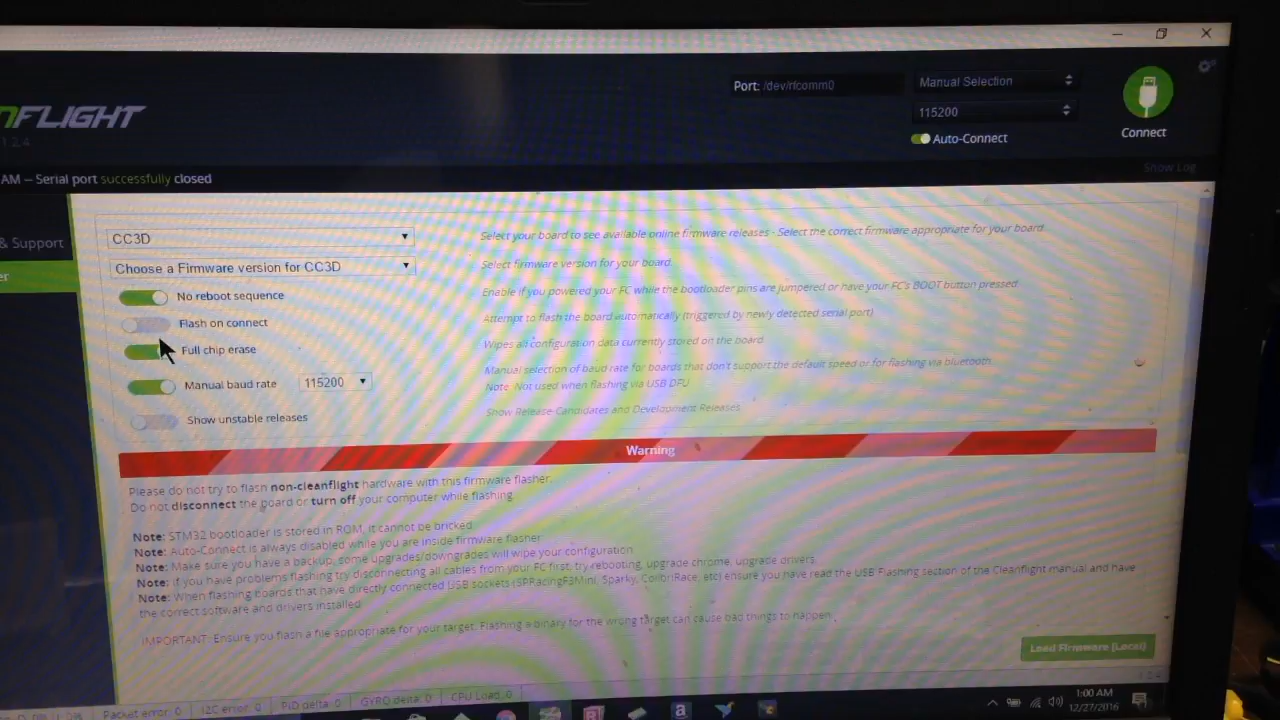 Port: /dev/rfcomm0
Manual Selection
115200
NFLIGHT
1.2.4
Auto-Connect
Connect
AM -- Serial port successfully closed
Show Log
& Support
er
CC3D
Select your board to see available online firmware releases - Select the correct firmware appropriate for your board.
Choose a Firmware version for CC3D
Select firmware version for your board.
No reboot sequence
Enable if you powered your FC while the bootloader pins are jumpered or have your FC's BOOT button pressed.
Flash on connect
Attempt to flash the board automatically (triggered by newly detected serial port)
Full chip erase
Wipes all configuration data currently stored on the board.
Manual baud rate 115200
Manual selection of baud rate for boards that don't support the default speed or for flashing via bluetooth.
Note: Not used when flashing via USB DFU
Show unstable releases
Show Release-Candidates and Development Releases.
Warning
Please do not try to flash non-cleanflight hardware with this firmware flasher.
Do not disconnect the board or turn off your computer while flashing.
Note: STM32 bootloader is stored in ROM, it cannot be bricked.
Note: Auto-Connect is always disabled while you are inside firmware flasher.
Note: Make sure you have a backup, some upgrades/downgrades will wipe your configuration.
Note: If you have problems flashing try disconnecting all cables from your FC first, try rebooting, upgrade chrome, upgrade drivers.
Note: When flashing boards that have directly connected USB sockets (SPRacingF3Mini, Sparky, ColibriRace, etc) ensure you have read the USB Flashing section of the Cleanflight manual and have
the correct software and drivers installed
IMPORTANT: Ensure you flash a file appropriate for your target. Flashing a binary for the wrong target can cause bad things to happen.
Load Firmware [Local]
Packet error: 0
I2C error: 0
PiD delta: 0
GYRO delta: 0
CPU Load: 0
1.2.4
1:00 AM
12/27/2016